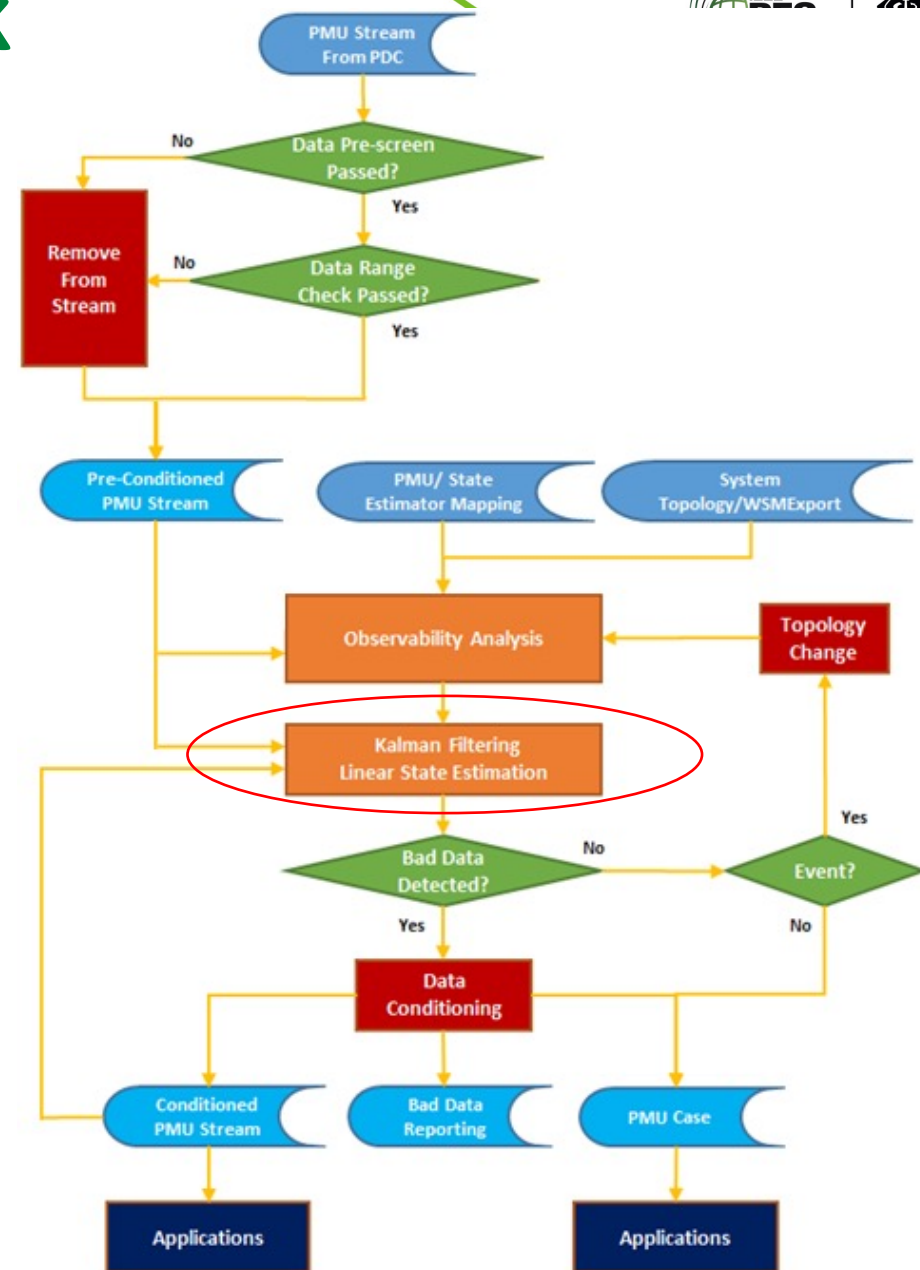 PMU Stream
From PDC
No
Data Pre-screen
Passed?
Yes
Remove
From
Stream
No
Data Range
Check Passed?
Yes
Pre-Conditioned
PMU Stream
PMU/ State
Estimator Mapping
System
Topology/WSMExport
Observability Analysis
Topology
Change
Kalman Filtering
Linear State Estimation
Yes
Bad Data
Detected?
No
Event?
Yes
No
Data
Conditioning
Conditioned
PMU Stream
Bad Data
Reporting
PMU Case
Applications
Applications